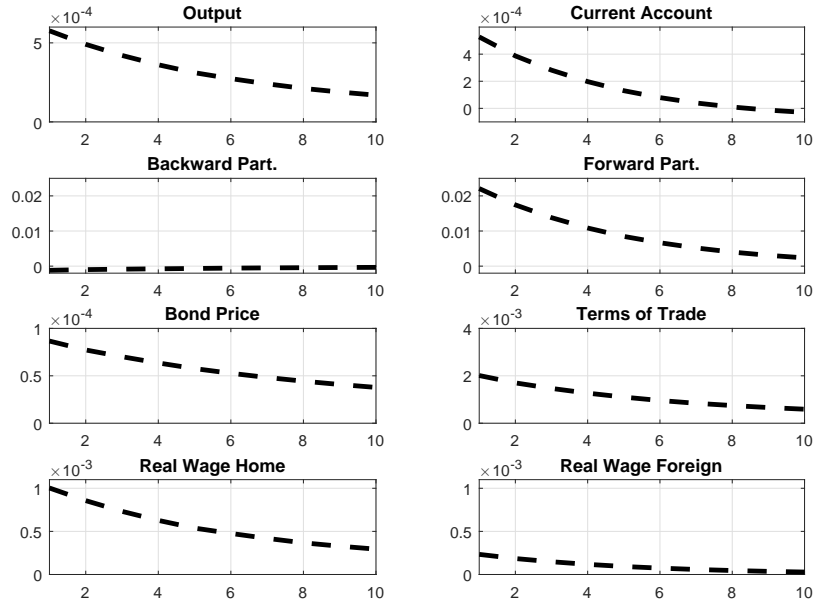 Output
×10⁻⁴
5
0
2 4 6 8 10
Current Account
×10⁻⁴
4
2
0
2 4 6 8 10
Backward Part.
0.02
0.01
0
2 4 6 8 10
Forward Part.
0.02
0.01
0
2 4 6 8 10
Bond Price
×10⁻⁴
1
0.5
0
2 4 6 8 10
Terms of Trade
×10⁻³
4
2
0
2 4 6 8 10
Real Wage Home
×10⁻³
1
0.5
0
2 4 6 8 10
Real Wage Foreign
×10⁻³
1
0.5
0
2 4 6 8 10